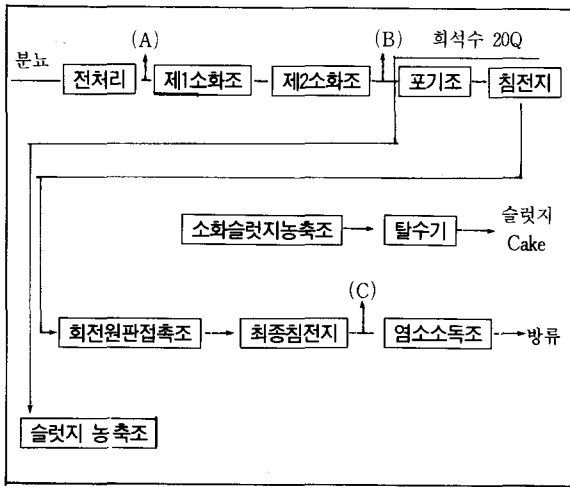 (A)
(B)
희석수 20Q
분뇨
전처리
제1소화조
제2소화조
포기조
침전지
소화슬럿지농축조
탈수기
슬럿지
Cake
(C)
회전원판접촉조
최종침전지
염소소독조
방류
슬럿지 농축조